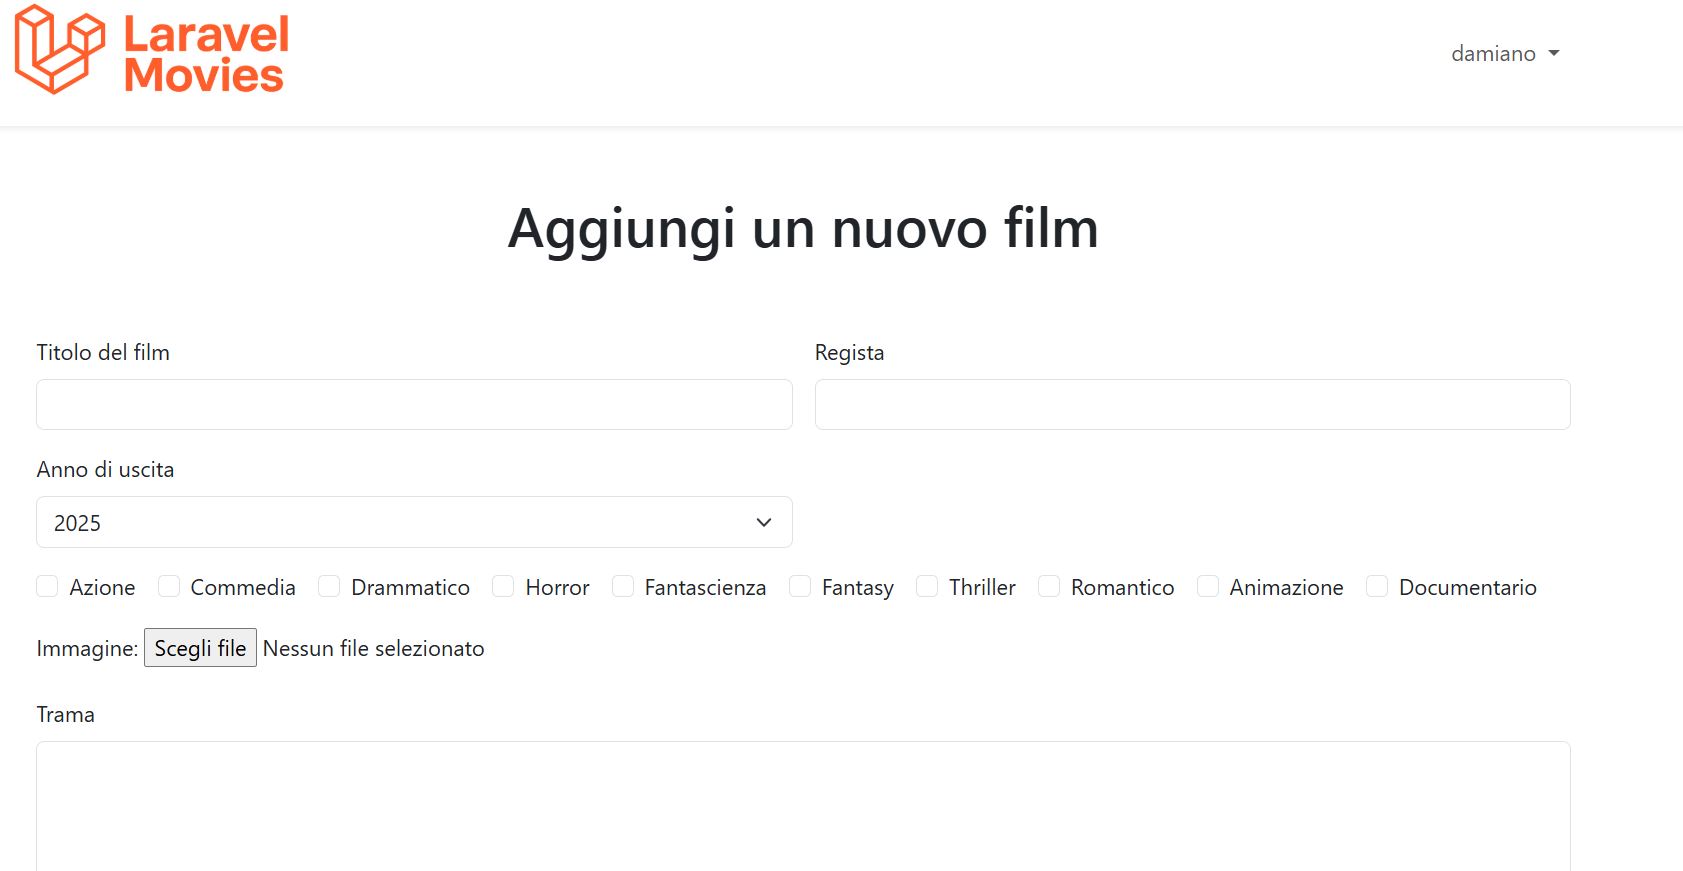 Laravel
Movies
damiano
Aggiungi un nuovo film
Titolo del film
Regista
Anno di uscita
2025
Azione Commedia Drammatico Horror Fantascienza Fantasy Thriller Romantico Animazione Documentario
Immagine: Scegli file Nessun file selezionato
Trama